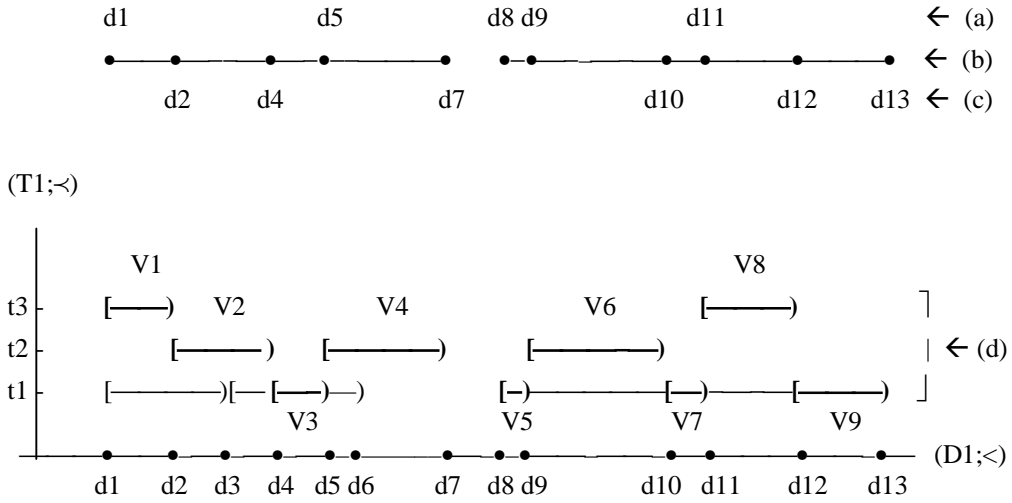 d1 d5 d8 d9 d11 ← (a)
← (b)
d2 d4 d7 d10 d12 d13 ← (c)
(T1;≺)
V1 V8
t3 [ ) V2 V4 V6 [ )
t2 [ ) [ ) [ ) ← (d)
t1 [ )[ [ ) ) [ ) [ ) [ )
V3 V5 V7 V9
(D1;<)
d1 d2 d3 d4 d5 d6 d7 d8 d9 d10 d11 d12 d13